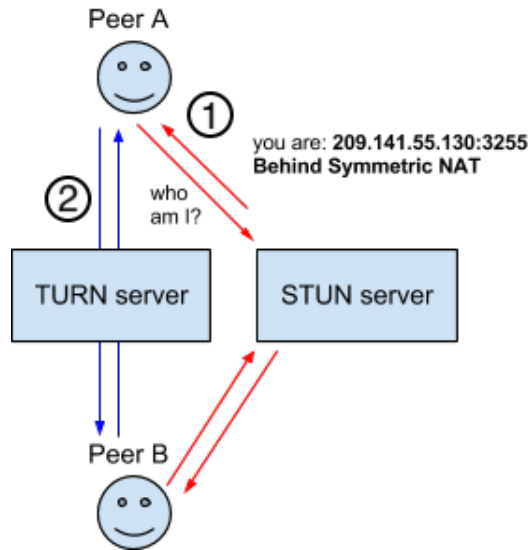 Peer A
1
you are: 209.141.55.130:3255
Behind Symmetric NAT
who
am I?
2
TURN server
STUN server
Peer B